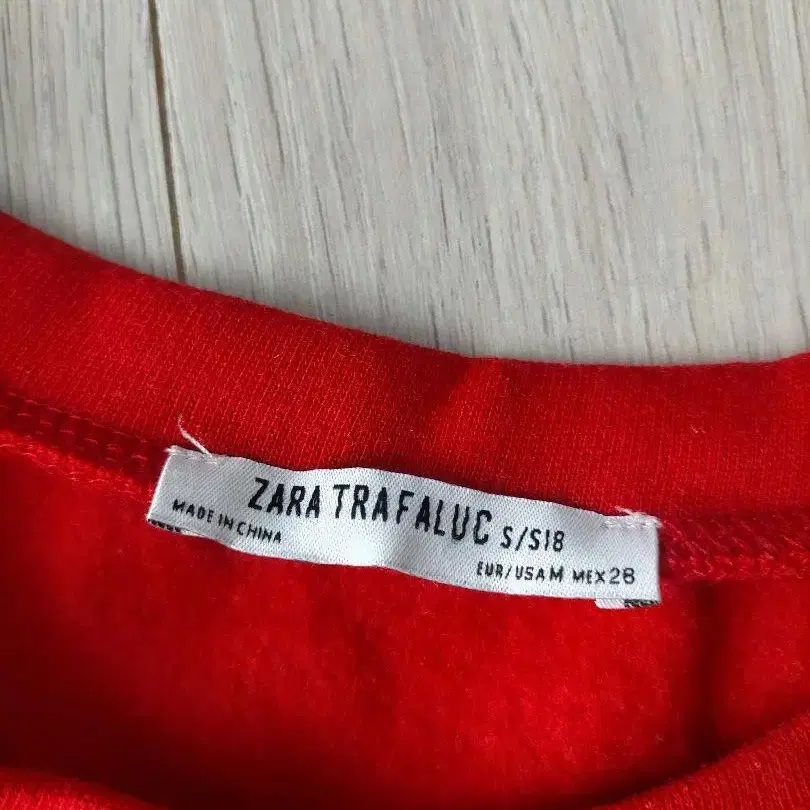 ZARA TRAFALUC S/S18
MADE IN CHINA
EUR/USA M MEX 28